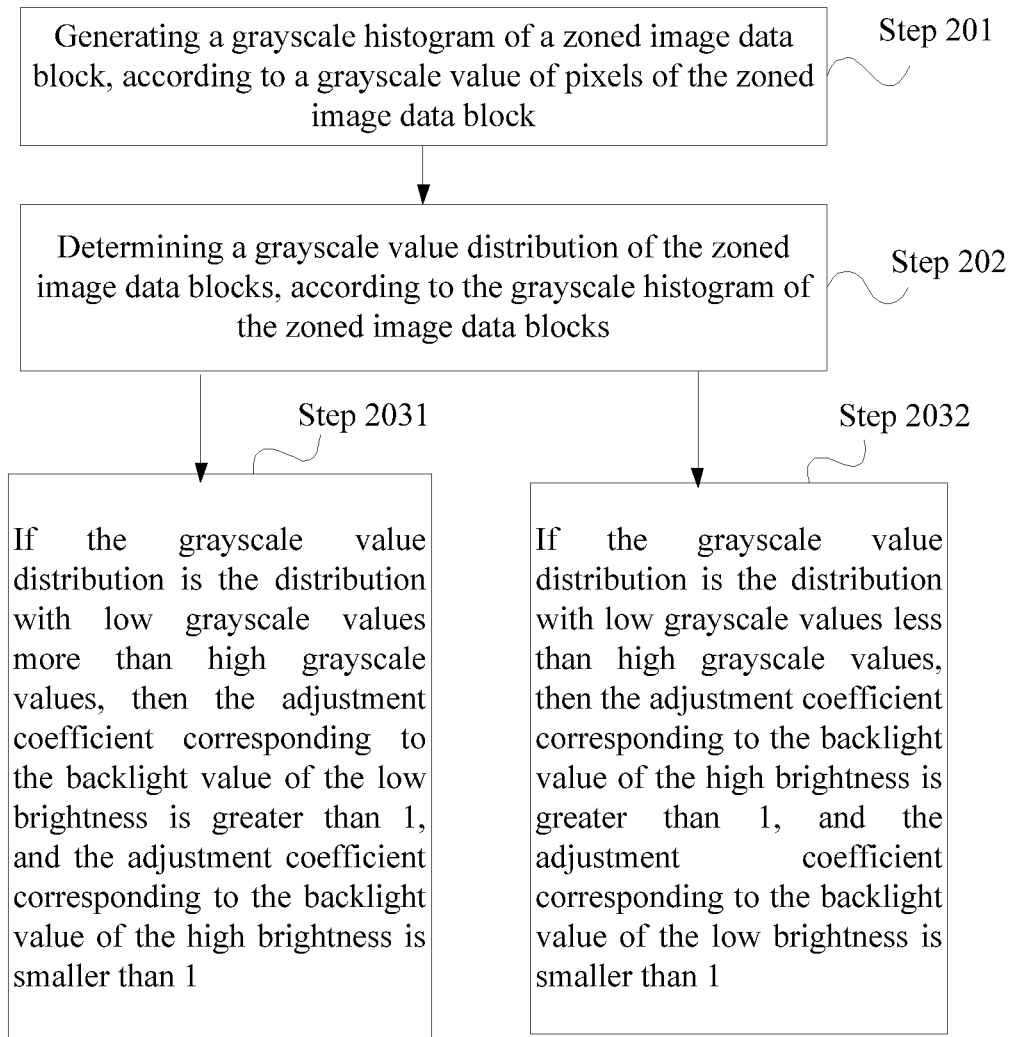 Generating a grayscale histogram of a zoned image data
block, according to a grayscale value of pixels of the zoned
image data block
Step 201
Determining a grayscale value distribution of the zoned
image data blocks, according to the grayscale histogram of
the zoned image data blocks
Step 202
Step 2031
If the grayscale value
distribution is the distribution
with low grayscale values
more than high grayscale
values, then the adjustment
coefficient corresponding to
the backlight value of the low
brightness is greater than 1,
and the adjustment coefficient
corresponding to the backlight
value of the high brightness is
smaller than 1
Step 2032
If the grayscale value
distribution is the distribution
with low grayscale values less
than high grayscale values,
then the adjustment coefficient
corresponding to the backlight
value of the high brightness is
greater than 1, and the
adjustment coefficient
corresponding to the backlight
value of the low brightness is
smaller than 1